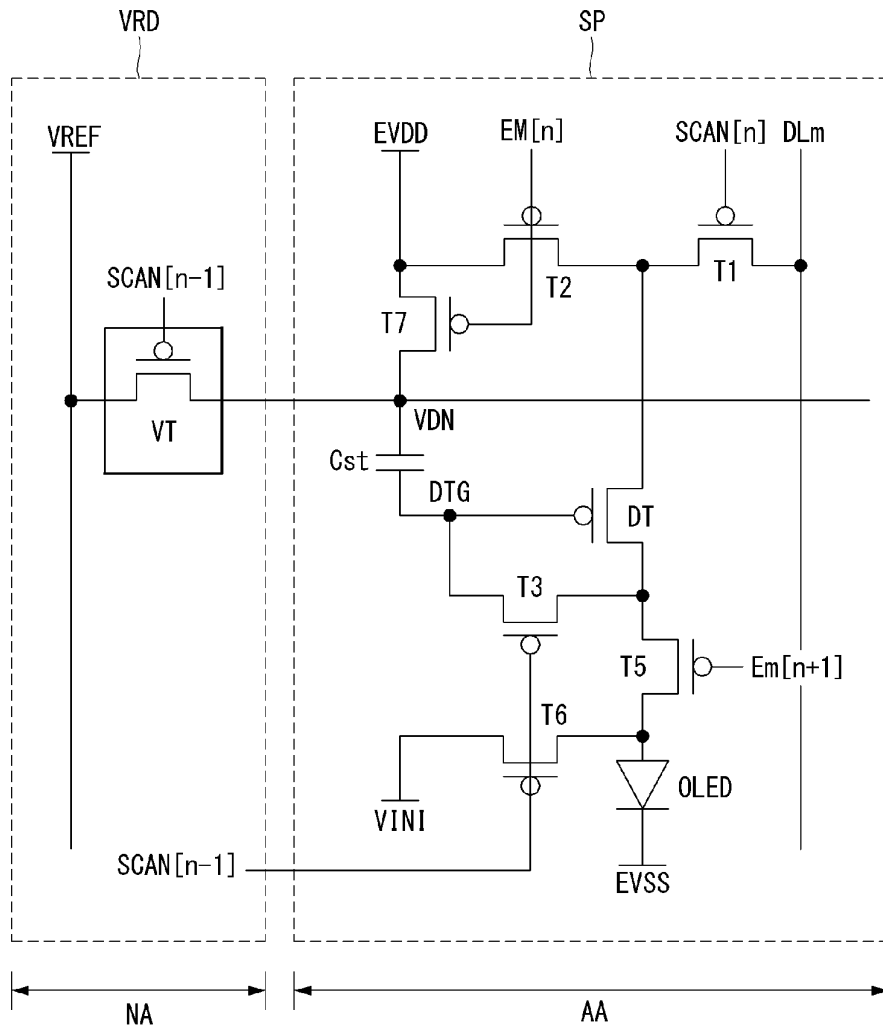 VRD
SP
VREF
EVDD
EM[n]
SCAN[n]
DLm
SCAN[n-1]
T2
T1
T7
VT
VDN
Cst
DTG
DT
T3
T5
Em[n+1]
T6
VINI
OLED
SCAN[n-1]
EVSS
NA
AA